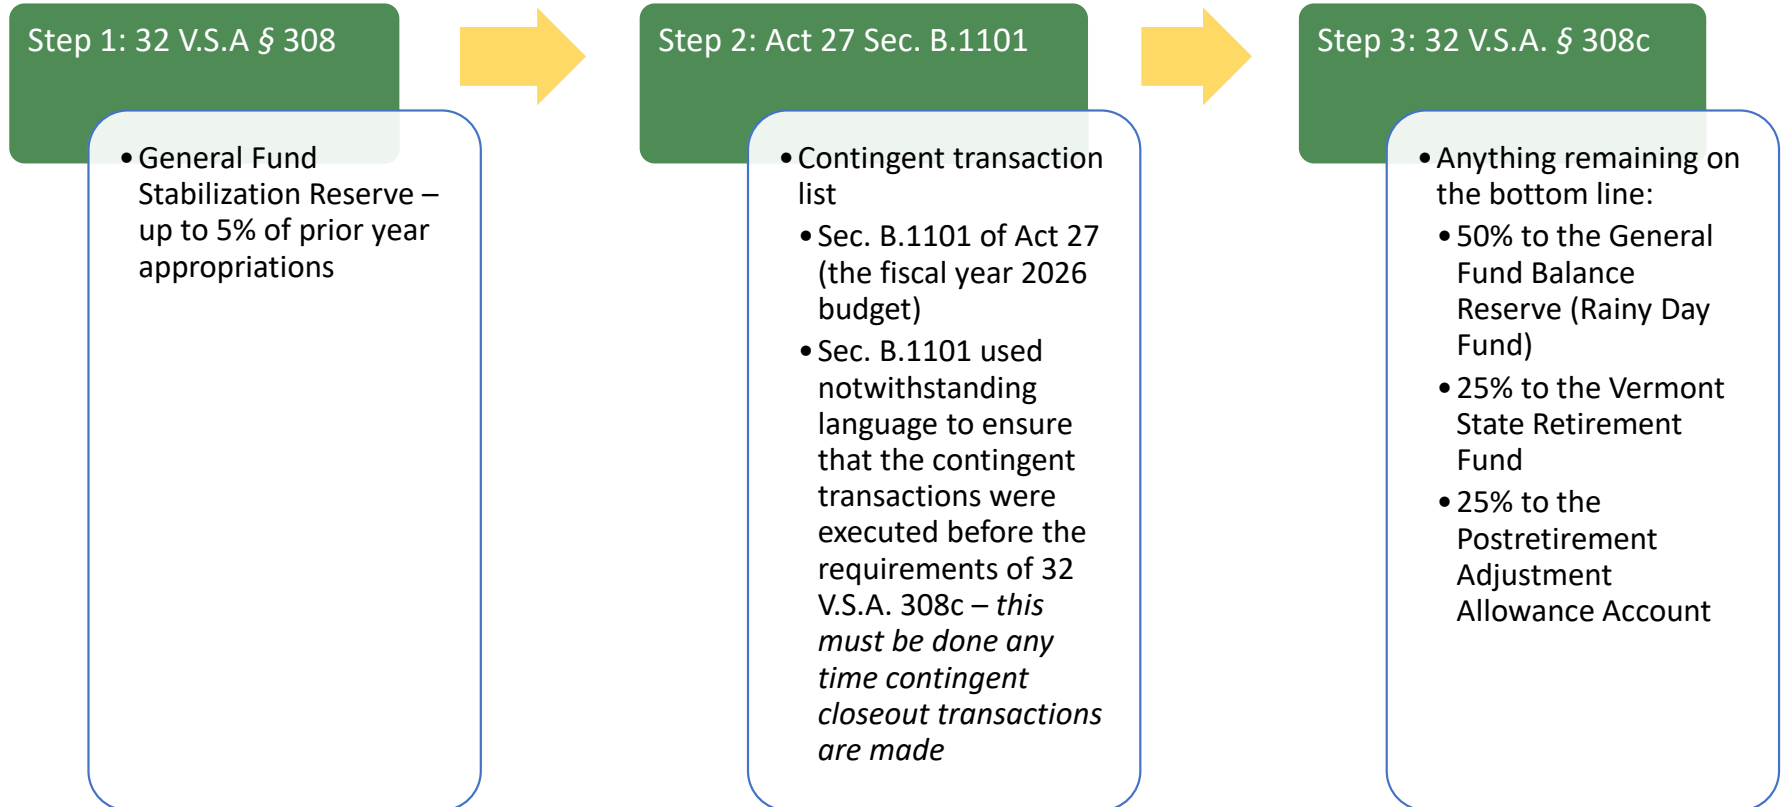 Step 1: 32 V.S.A § 308
• General Fund
Stabilization Reserve –
up to 5% of prior year
appropriations
Step 2: Act 27 Sec. B.1101
• Contingent transaction
list
• Sec. B.1101 of Act 27
(the fiscal year 2026
budget)
• Sec. B.1101 used
notwithstanding
language to ensure
that the contingent
transactions were
executed before the
requirements of 32
V.S.A. 308c – this
must be done any
time contingent
closeout transactions
are made
Step 3: 32 V.S.A. § 308c
• Anything remaining on
the bottom line:
• 50% to the General
Fund Balance
Reserve (Rainy Day
Fund)
• 25% to the Vermont
State Retirement
Fund
• 25% to the
Postretirement
Adjustment
Allowance Account